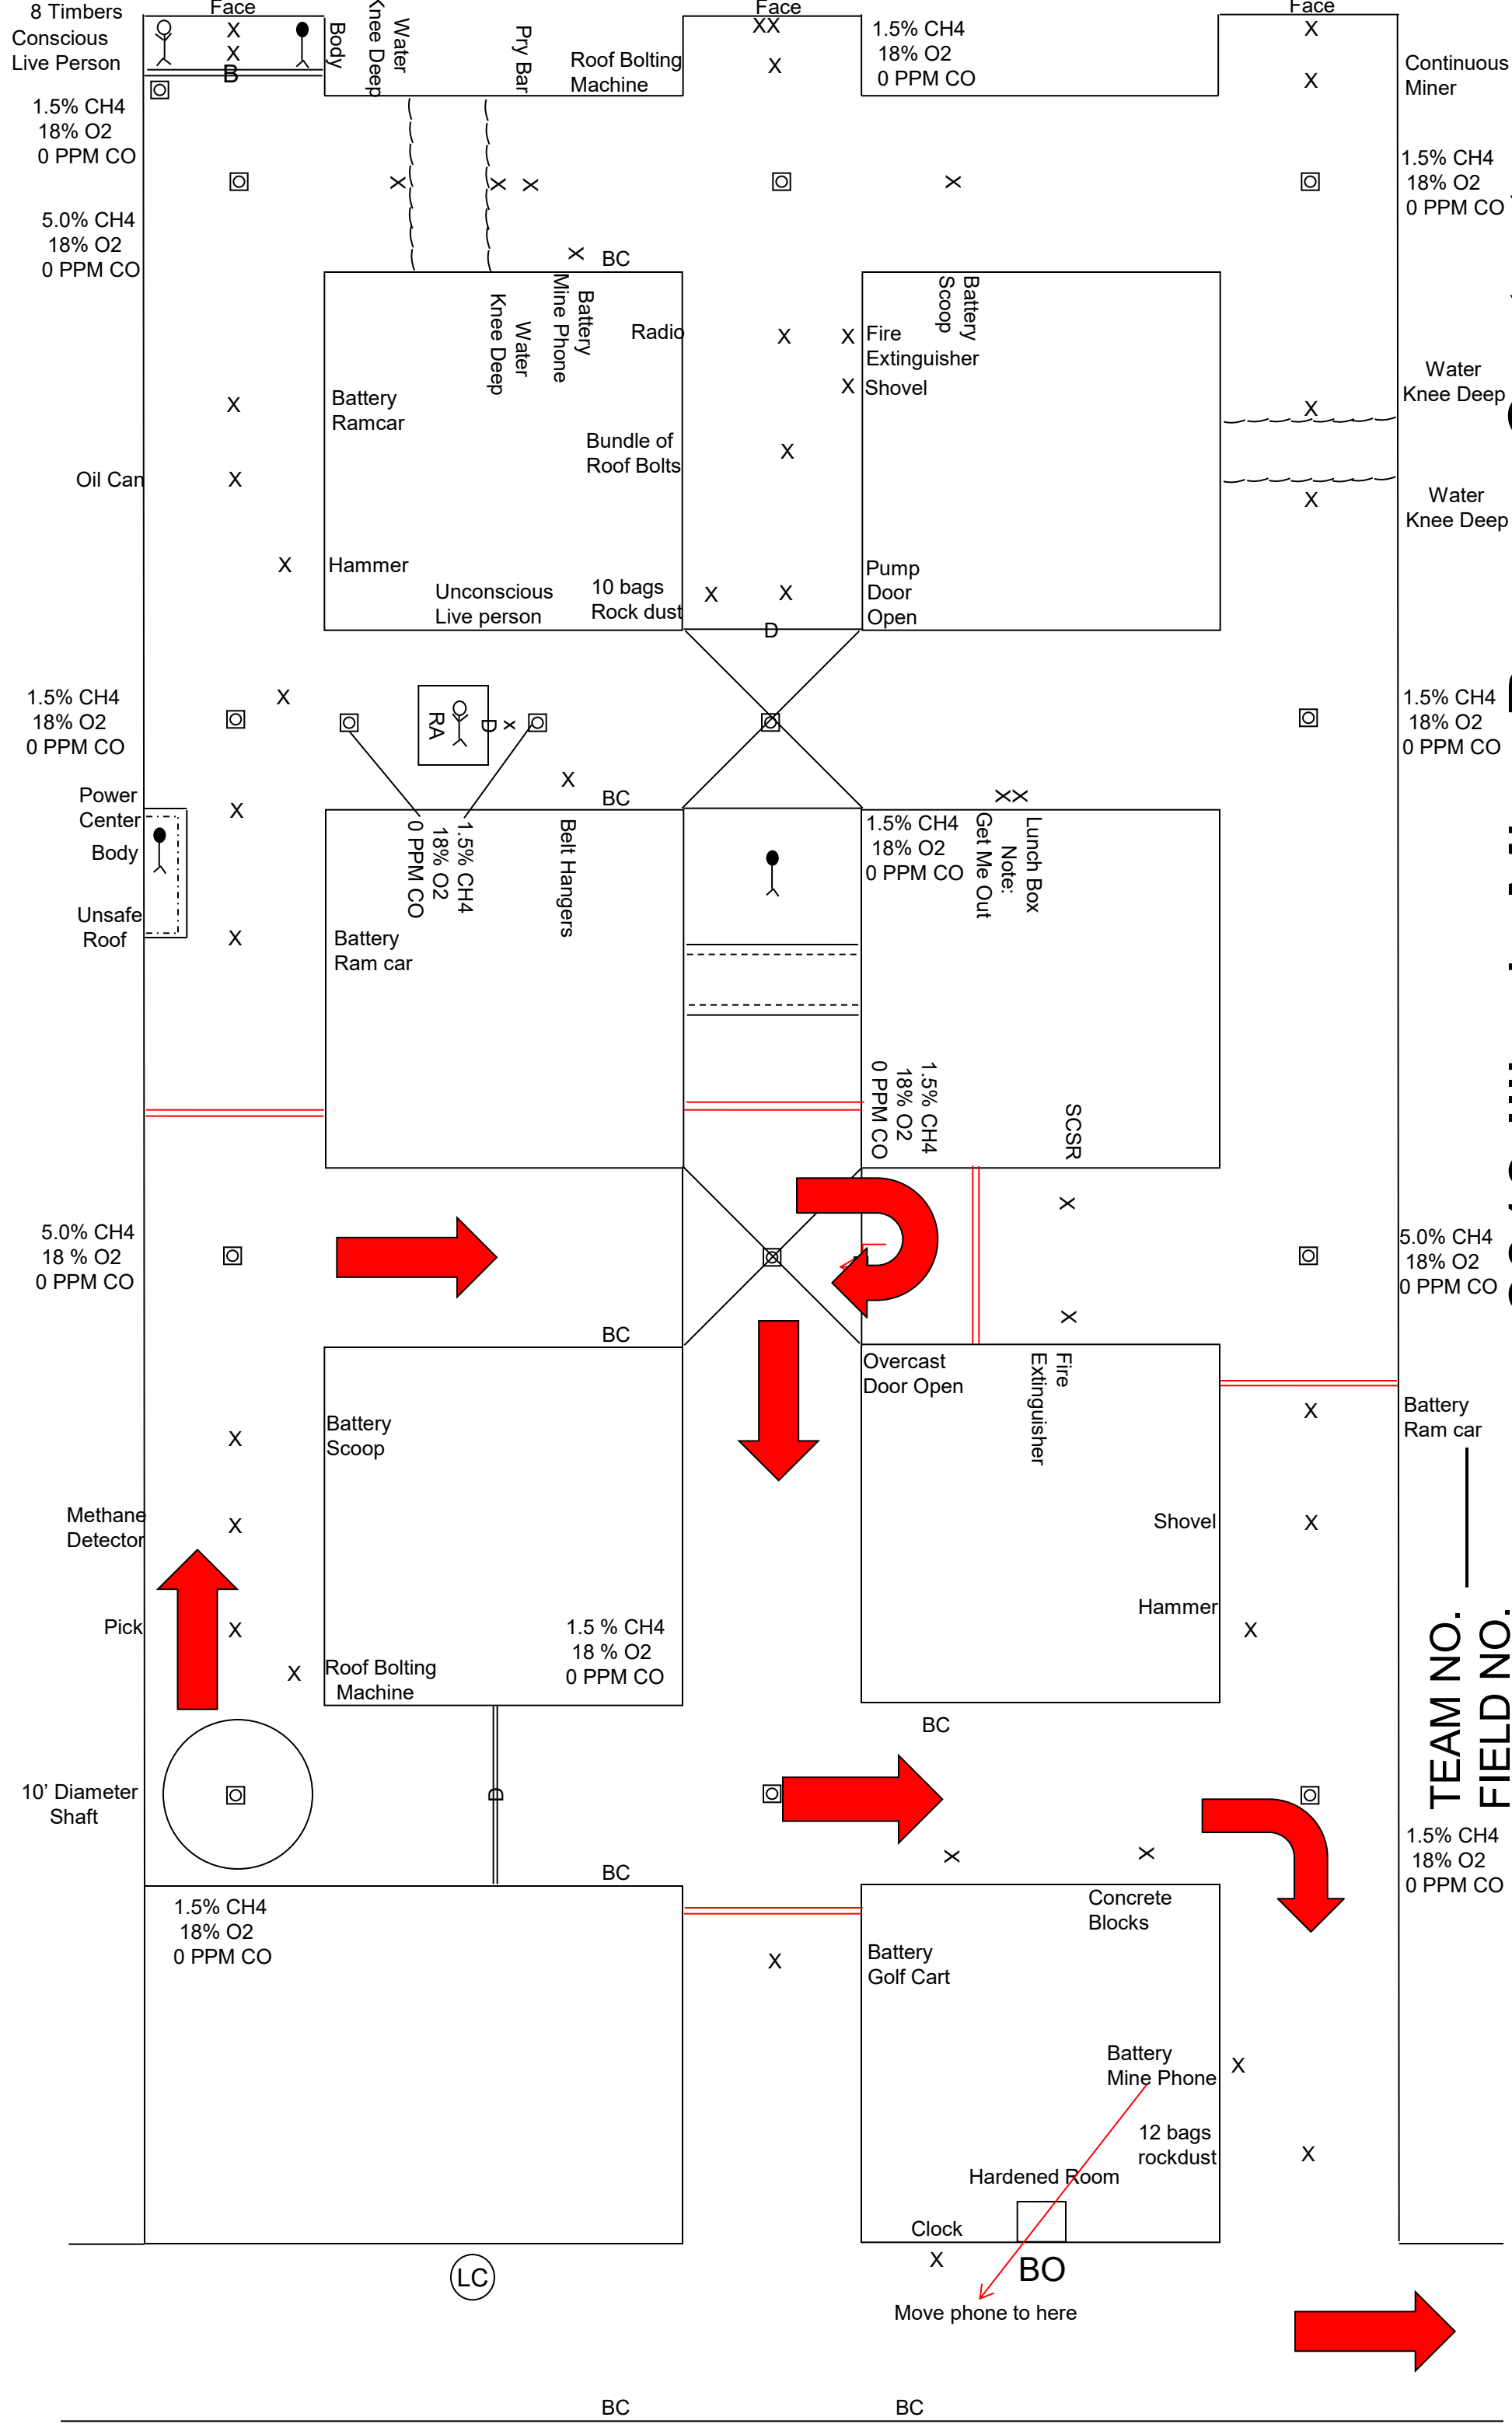 8 Timbers
Conscious
Live Person
Face
X
X
B
Body
Water
Knee Deep
Pry Bar
Roof Bolting
Machine
Face
XX
X
1.5% CH4
18% O2
0 PPM CO
Face
X
X
Continuous
Miner
1.5% CH4
18% O2
0 PPM CO
5.0% CH4
18% O2
0 PPM CO
X
X
X
X
1.5% CH4
18% O2
0 PPM CO
X
BC
Water
Knee Deep
Battery
Mine Phone
Radio
X
X
Fire
Extinguisher
X
Shovel
Battery
Scoop
X
Battery
Ramcar
Bundle of
Roof Bolts
X
X
Water
Knee Deep
Oil Can
X
X
Water
Knee Deep
X
Hammer
Unconscious
Live person
10 bags
Rock dust
X
X
D
Pump
Door
Open
1.5% CH4
18% O2
0 PPM CO
X
RA
D
x
1.5% CH4
18% O2
0 PPM CO
X
BC
XX
Power
Center
X
Body
Unsafe
Roof
X
1.5% CH4
18% O2
0 PPM CO
Belt Hangers
Battery
Ram car
1.5% CH4
18% O2
0 PPM CO
Lunch Box
Note:
Get Me Out
1.5% CH4
18% O2
0 PPM CO
SCSR
X
5.0% CH4
18 % O2
0 PPM CO
5.0% CH4
18% O2
0 PPM CO
X
BC
Overcast
Door Open
Fire
Extinguisher
Battery
Scoop
X
X
Battery
Ram car
Methane
Detector
X
Shovel
X
Pick
X
Hammer
X
1.5 % CH4
18 % O2
0 PPM CO
X
Roof Bolting
Machine
BC
TEAM NO.
FIELD NO.
10’ Diameter
Shaft
D
1.5% CH4
18% O2
0 PPM CO
X
X
BC
1.5% CH4
18% O2
0 PPM CO
Concrete
Blocks
X
Battery
Golf Cart
Battery
Mine Phone
X
12 bags
rockdust
X
Hardened Room
Clock
X
BO
LC
Move phone to here
BC
BC